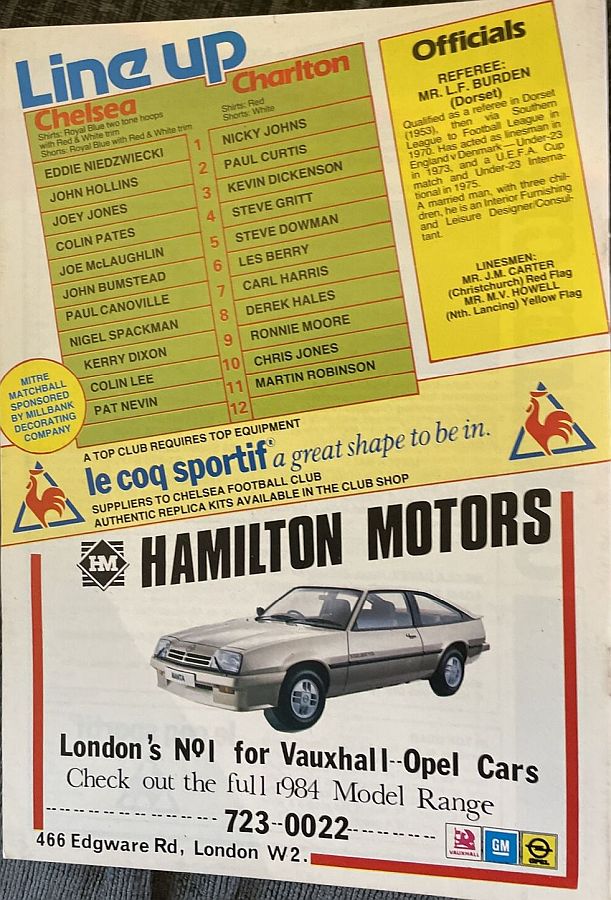 Line up
Chelsea
Shirts: Royal Blue two tone hoops
with Red & White trim
Shorts: Royal Blue with Red & White trim
Charlton
Shirts: Red
Shorts: White
EDDIE NIEDZWIECKI 1 NICKY JOHNS
JOHN HOLLINS 2 PAUL CURTIS
JOEY JONES 3 KEVIN DICKENSON
COLIN PATES 4 STEVE GRITT
JOE McLAUGHLIN 5 STEVE DOWMAN
JOHN BUMSTEAD 6 LES BERRY
PAUL CANOVILLE 7 CARL HARRIS
NIGEL SPACKMAN 8 DEREK HALES
KERRY DIXON 9 RONNIE MOORE
COLIN LEE 10 CHRIS JONES
PAT NEVIN 11 MARTIN ROBINSON
12
Officials
REFEREE:
MR. L.F. BURDEN
(Dorset)
Qualified as a referee in Dorset
(1953), then via Southern
League to Football League in
1970. Has acted as linesman in
England v Denmark — Under-23
in 1973, and a U.E.F.A. Cup
match and Under-23 Interna-
tional in 1975.
A married man, with three chil-
dren, he is an Interior Furnishing
and Leisure Designer/Consul-
tant.
LINESMEN:
MR. J.M. CARTER
(Christchurch) Red Flag
MR. M.V. HOWELL
(Nth. Lancing) Yellow Flag
MITRE
MATCHBALL
SPONSORED
BY MILLBANK
DECORATING
COMPANY
A TOP CLUB REQUIRES TOP EQUIPMENT
le coq sportif® a great shape to be in.
SUPPLIERS TO CHELSEA FOOTBALL CLUB
AUTHENTIC REPLICA KITS AVAILABLE IN THE CLUB SHOP
HM HAMILTON MOTORS
MANTA
London's No1 for Vauxhall--Opel Cars
Check out the full 1984 Model Range
723--0022
466 Edgware Rd, London W2.
VAUXHALL GM OPEL